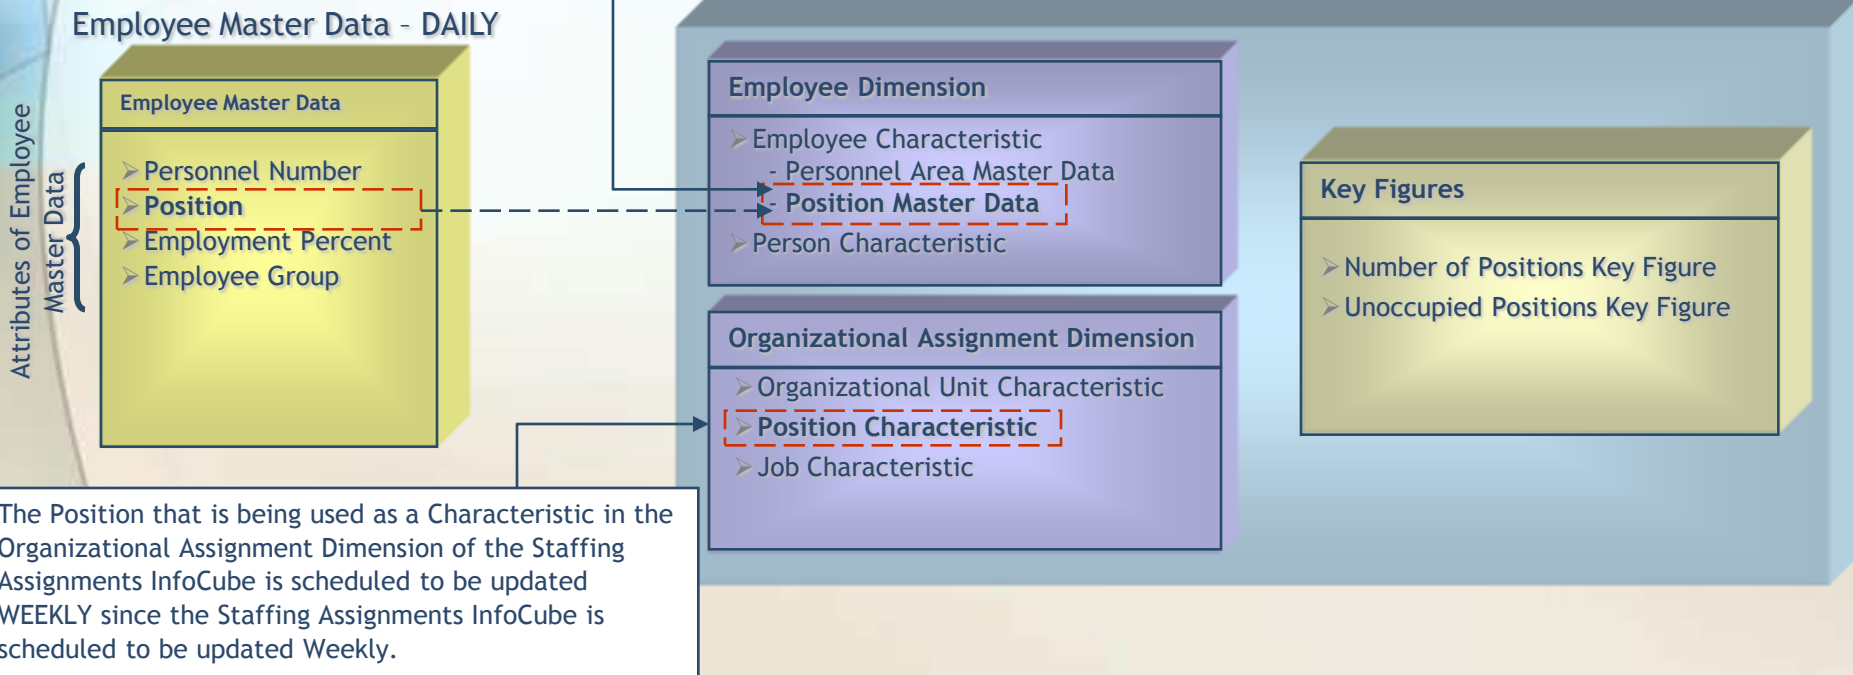 Employee Master Data – DAILY
Attributes of Employee
Master Data
Employee Master Data
Personnel Number
Position
Employment Percent
Employee Group
Employee Dimension
Employee Characteristic
- Personnel Area Master Data
- Position Master Data
Person Characteristic
Organizational Assignment Dimension
Organizational Unit Characteristic
Position Characteristic
Job Characteristic
Key Figures
Number of Positions Key Figure
Unoccupied Positions Key Figure
The Position that is being used as a Characteristic in the
Organizational Assignment Dimension of the Staffing
Assignments InfoCube is scheduled to be updated
WEEKLY since the Staffing Assignments InfoCube is
scheduled to be updated Weekly.